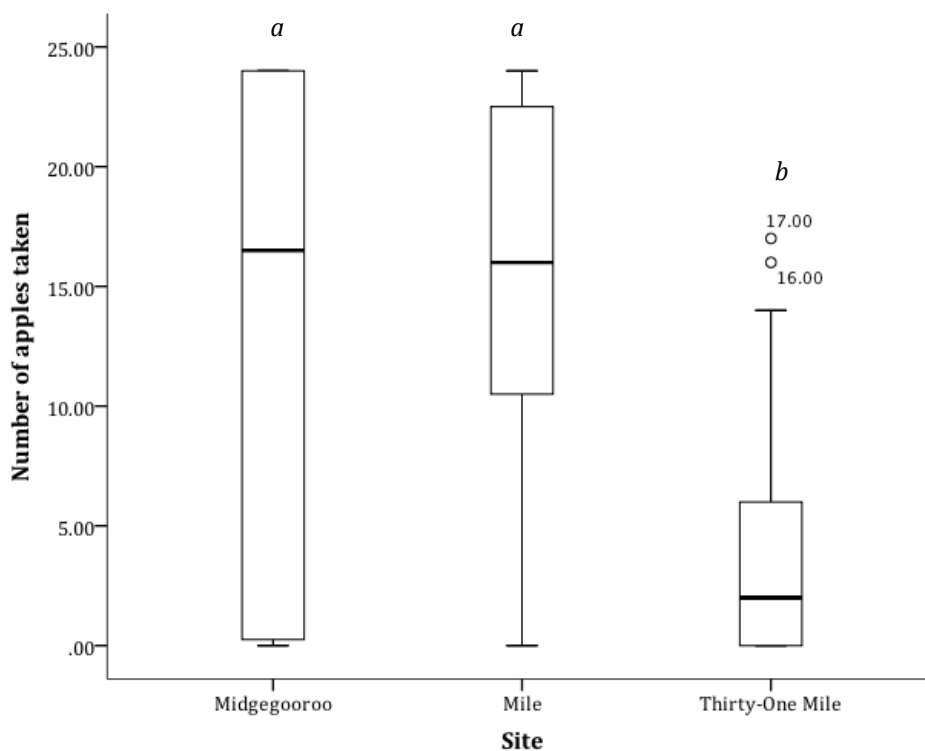 a a
25.00
20.00
b
17.00
16.00
15.00
10.00
5.00
.00
Number of apples taken
Midgegooroo Mile Thirty-One Mile
Site